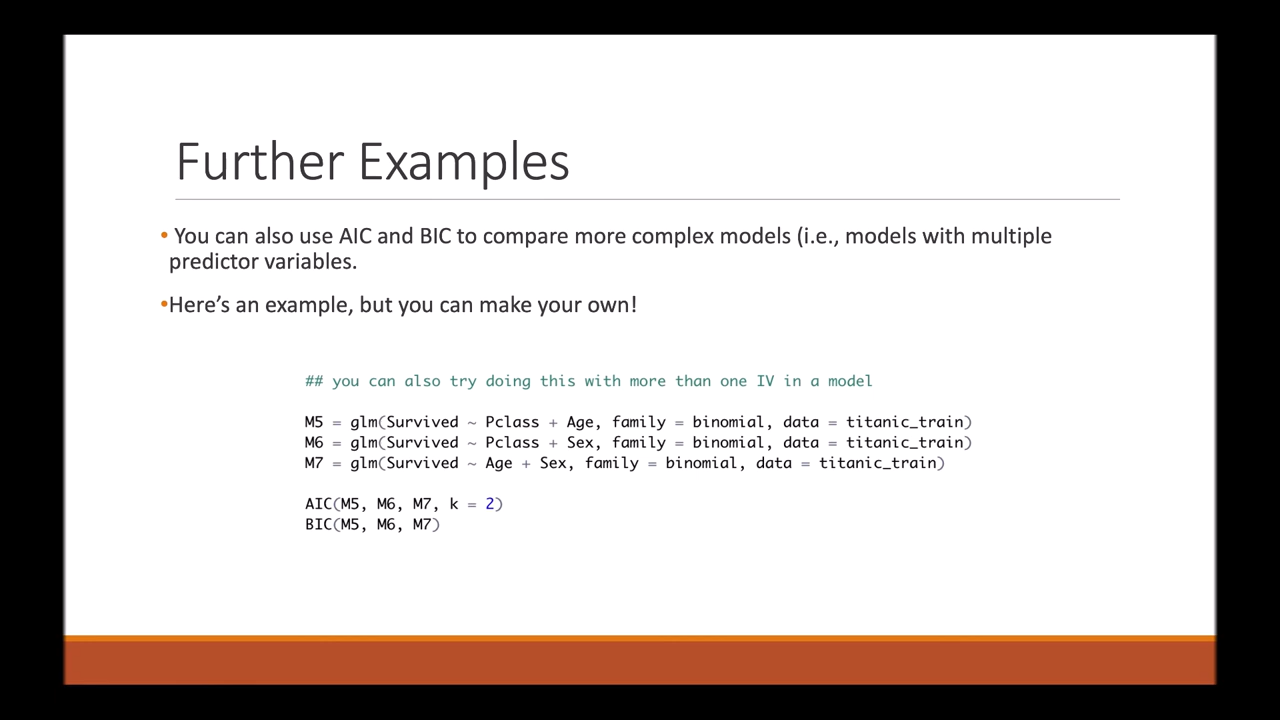 Further Examples
• You can also use AIC and BIC to compare more complex models (i.e., models with multiple
predictor variables.
•Here’s an example, but you can make your own!
## you can also try doing this with more than one IV in a model
M5 = glm(Survived ~ Pclass + Age, family = binomial, data = titanic_train)
M6 = glm(Survived ~ Pclass + Sex, family = binomial, data = titanic_train)
M7 = glm(Survived ~ Age + Sex, family = binomial, data = titanic_train)
AIC(M5, M6, M7, k = 2)
BIC(M5, M6, M7)